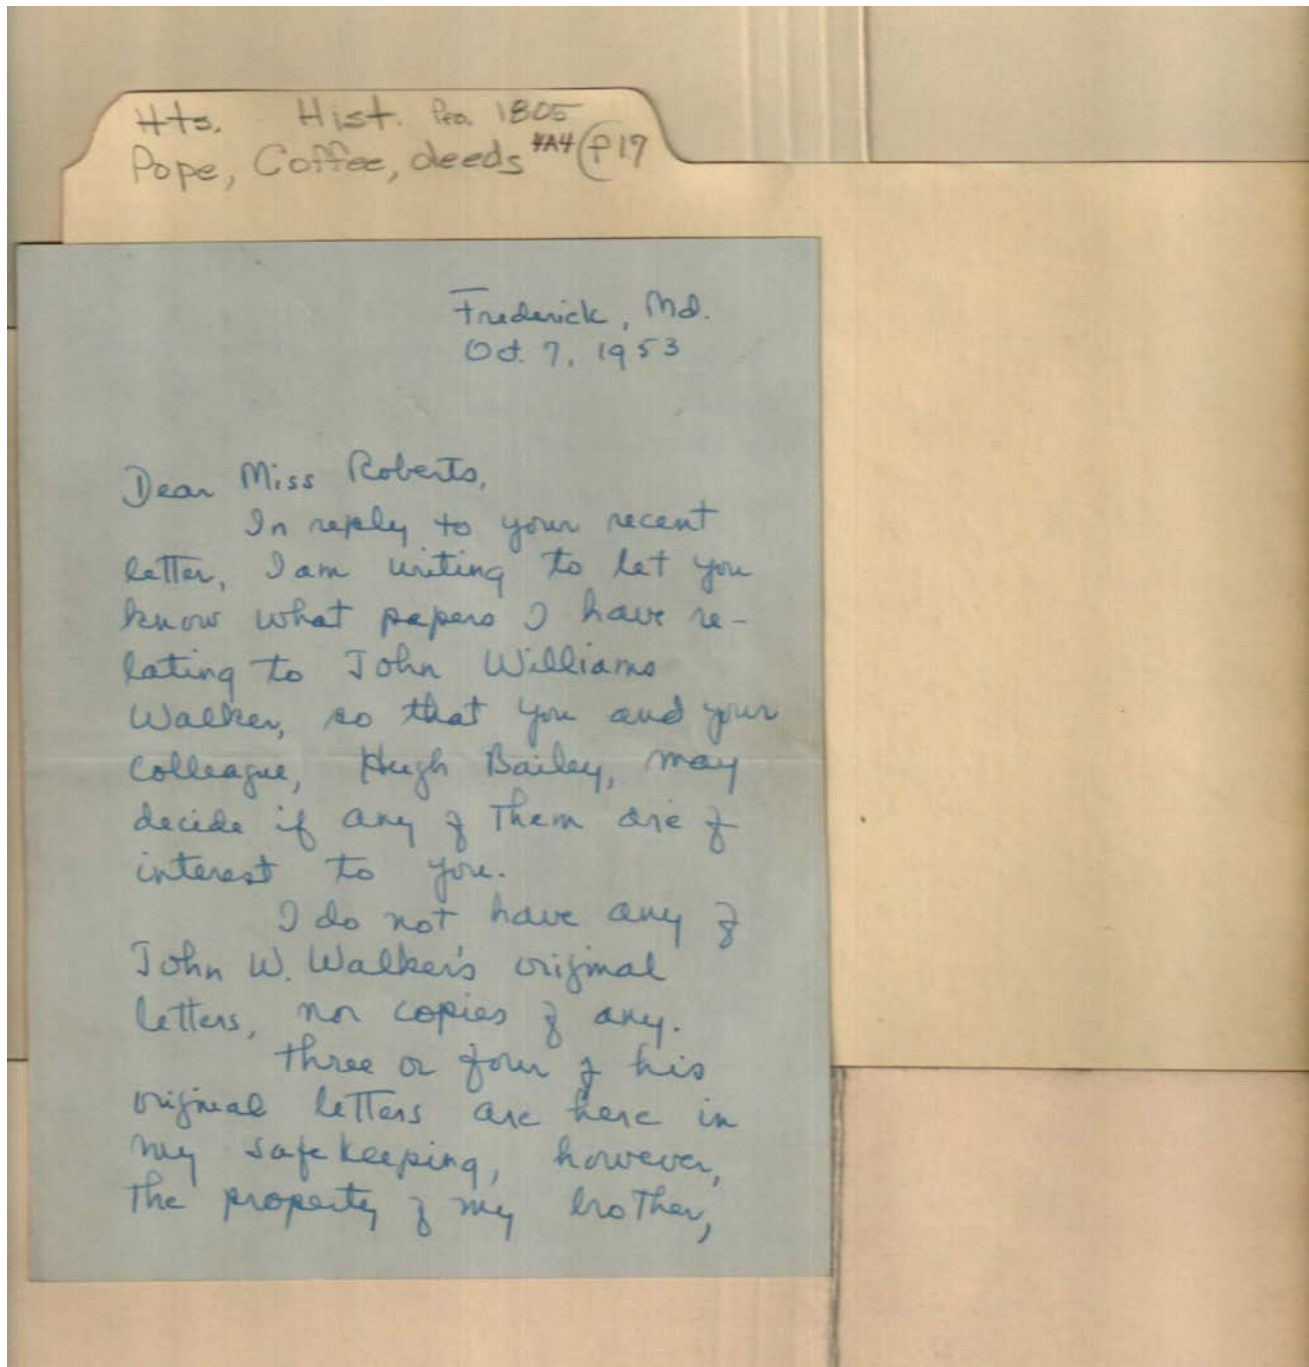 Hts. Hist. Pea. 1805
Pope, Coffee, deeds #A4 P17
Frederick, Md.
Oct. 7, 1953
Dear Miss Roberts,
In reply to your recent
letter, I am writing to let you
know what papers I have re-
lating to John Williams
Walker, so that you and your
colleague, Hugh Bailey, may
decide if any of them are of
interest to you.
I do not have any of
John W. Walker's original
letters, nor copies of any.
Three or four of his
original letters are here in
my safekeeping, however,
the property of my brother,